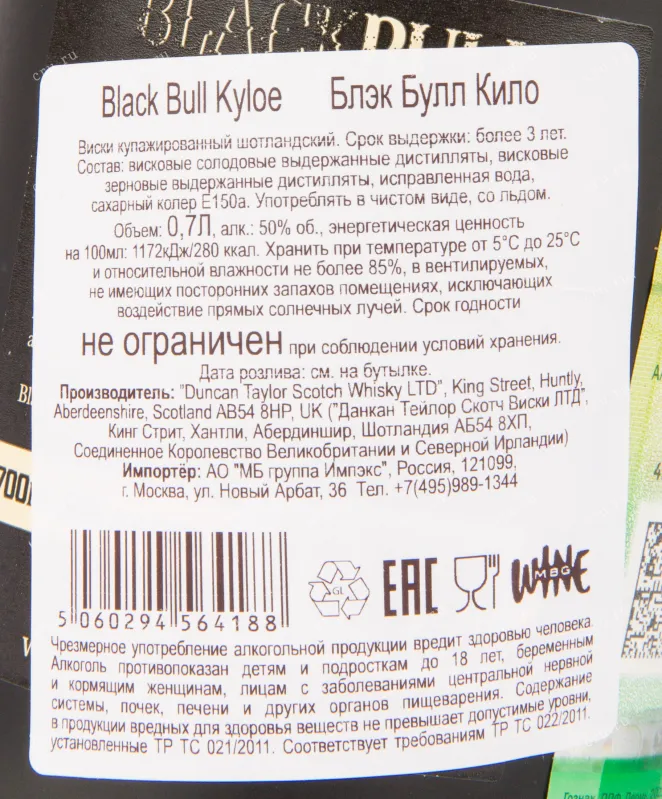 BLACK BULL
Black Bull Kyloe Блэк Булл Кило
Виски купажированный шотландский. Срок выдержки: более 3 лет.
Состав: висковые солодовые выдержанные дистилляты, висковые
зерновые выдержанные дистилляты, исправленная вода,
сахарный колер Е150а. Употреблять в чистом виде, со льдом.
Объем: 0,7Л, алк.: 50% об., энергетическая ценность
на 100мл: 1172кДж/280 ккал. Хранить при температуре от 5°С до 25°С
и относительной влажности не более 85%, в вентилируемых,
не имеющих посторонних запахов помещениях, исключающих
воздействие прямых солнечных лучей. Срок годности
не ограничен при соблюдении условий хранения.
Дата розлива: см. на бутылке.
Производитель: "Duncan Taylor Scotch Whisky LTD", King Street, Huntly,
Aberdeenshire, Scotland AB54 8HP, UK ("Данкан Тейлор Скотч Виски ЛТД",
Кинг Стрит, Хантли, Абердиншир, Шотландия АБ54 8ХП,
Соединенное Королевство Великобритании и Северной Ирландии)
Импортёр: АО "МБ группа Импэкс", Россия, 121099,
г. Москва, ул. Новый Арбат, 36 Тел. +7(495)989-1344
GL
EAC
WINE
MBG
5 060294 564188
Чрезмерное употребление алкогольной продукции вредит здоровью человека.
Алкоголь противопоказан детям и подросткам до 18 лет, беременным
и кормящим женщинам, лицам с заболеваниями центральной нервной
системы, почек, печени и других органов пищеварения. Содержание
в продукции вредных для здоровья веществ не превышает допустимые уровни,
установленные ТР ТС 021/2011. Соответствует требованиям ТР ТС 022/2011.